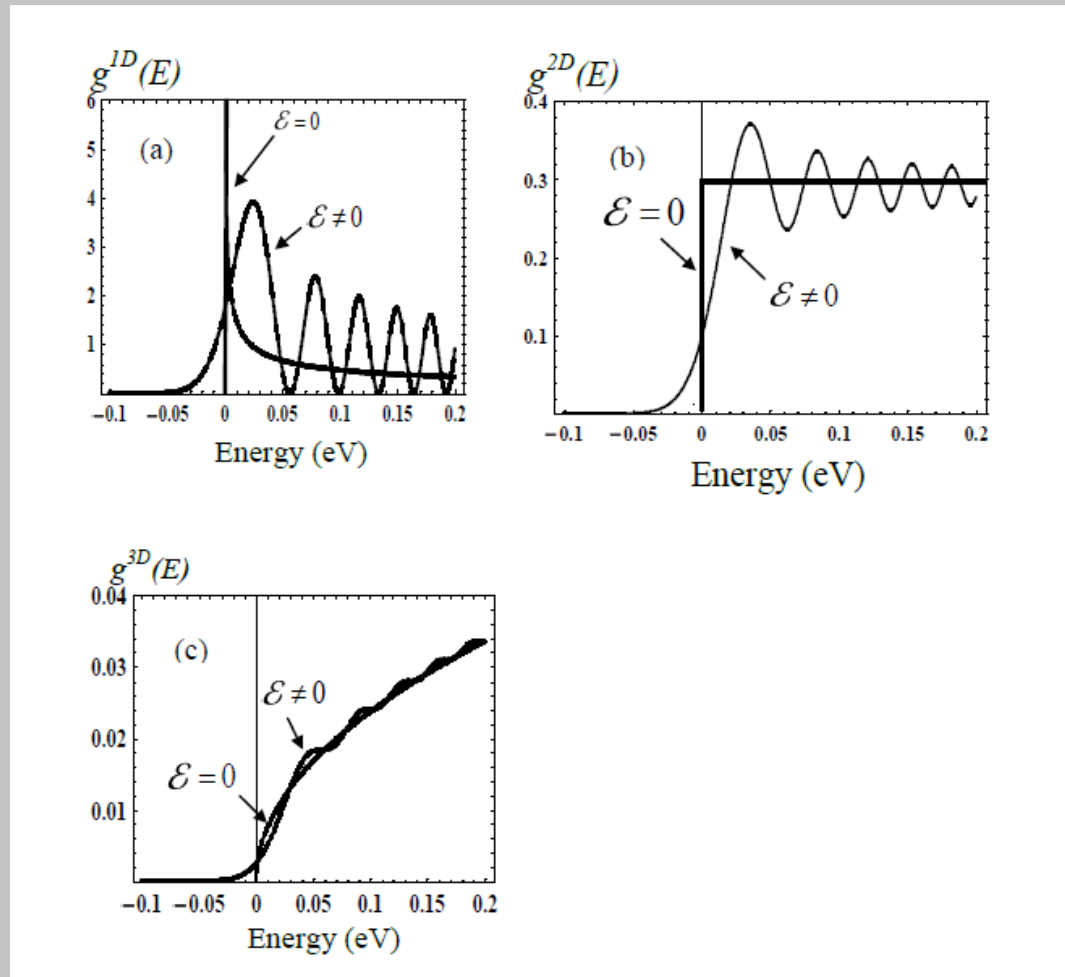 g^1D(E)
6
5
4
3
2
1
(a)
ℰ = 0
ℰ ≠ 0
−0.1 −0.05 0 0.05 0.1 0.15 0.2
Energy (eV)
g^2D(E)
0.4
0.3
0.2
0.1
(b)
ℰ = 0
ℰ ≠ 0
−0.1 −0.05 0 0.05 0.1 0.15 0.2
Energy (eV)
g^3D(E)
0.04
0.03
0.02
0.01
(c)
ℰ ≠ 0
ℰ = 0
−0.1 −0.05 0 0.05 0.1 0.15 0.2
Energy (eV)